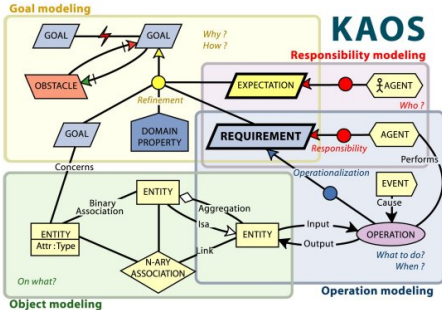 Goal modeling
KAOS
GOAL
GOAL
Why ?
How ?
Responsibility modeling
OBSTACLE
EXPECTATION
AGENT
Refinement
Who ?
GOAL
DOMAIN
PROPERTY
REQUIREMENT
AGENT
Responsibility
Concerns
Operationalization
Performs
ENTITY
EVENT
Binary
Association
Aggregation
Cause
Isa
ENTITY
Attr :Type
ENTITY
Input
OPERATION
Output
Link
N-ARY
ASSOCIATION
What to do?
When ?
On what?
Object modeling
Operation modeling